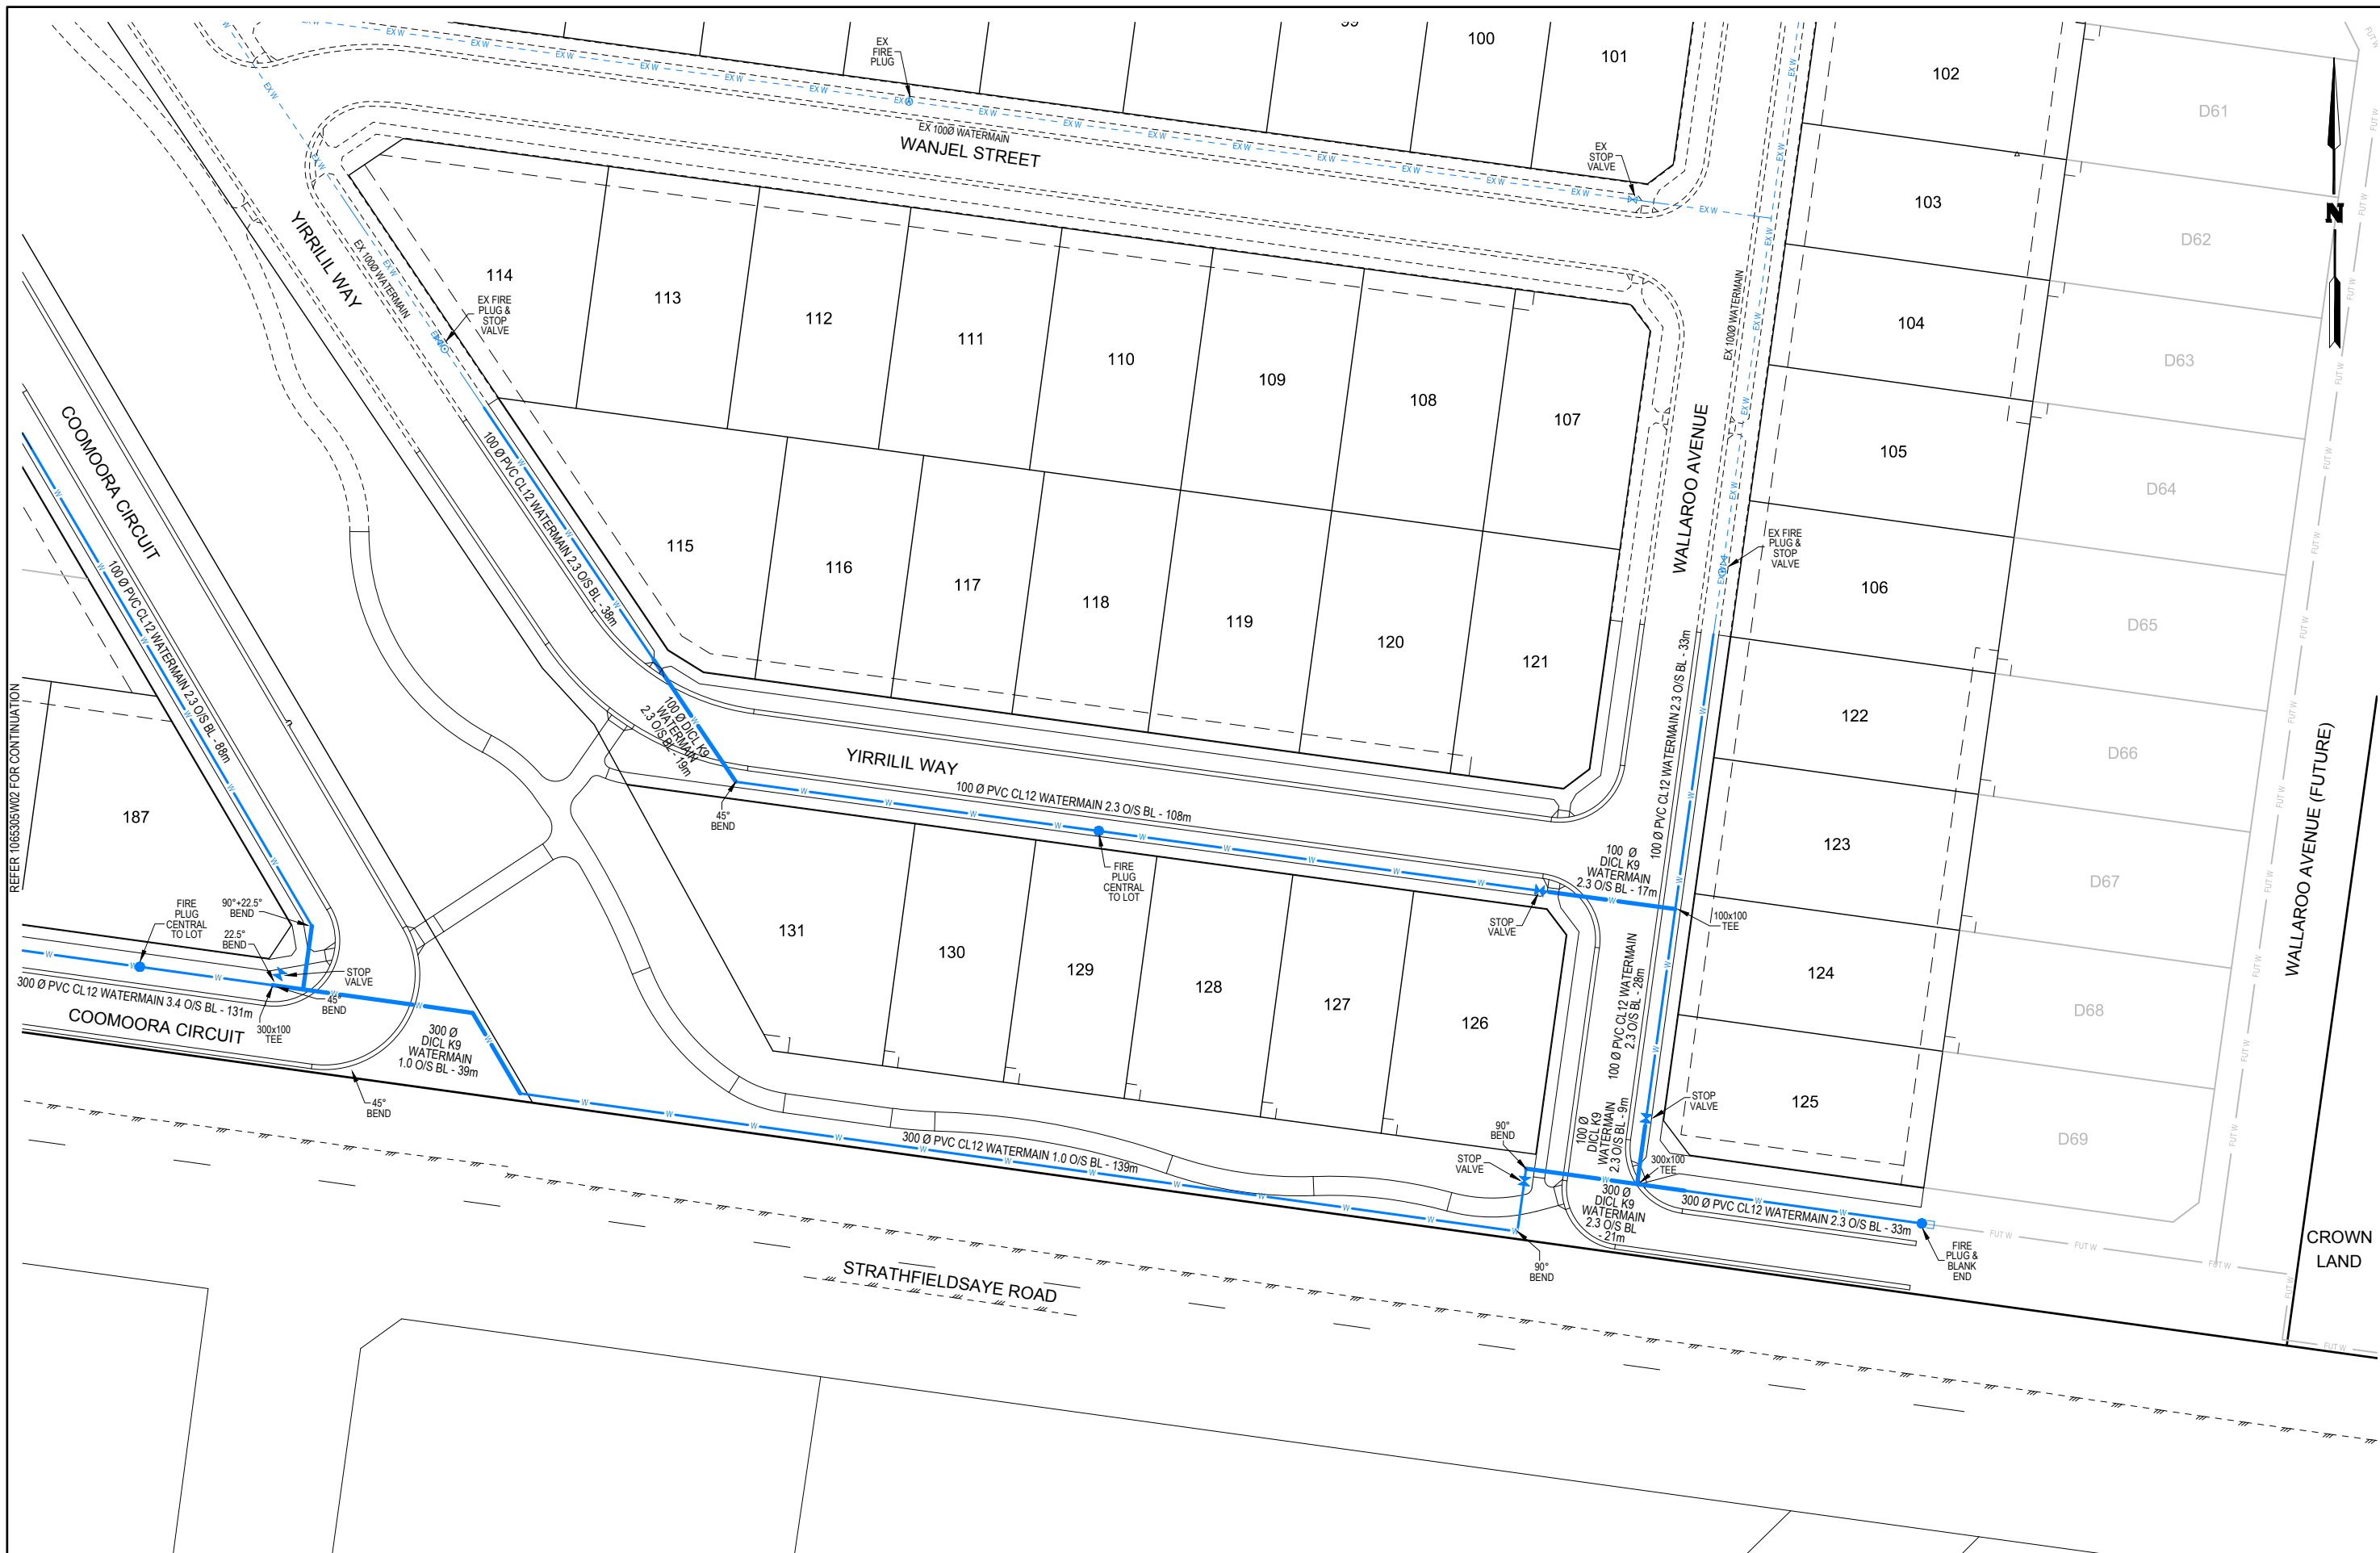 99
100
101
102
103
104
105
106
107
108
109
110
111
112
113
114
115
116
117
118
119
120
121
122
123
124
125
126
127
128
129
130
131
187
D61
D62
D63
D64
D65
D66
D67
D68
D69
N
EX
FIRE
PLUG
EX 100Ø WATERMAIN
WANJEL STREET
EX
STOP
VALVE
YIRRILIL WAY
EX 100Ø WATERMAIN
EX FIRE
PLUG &
STOP
VALVE
EX 100Ø WATERMAIN
WALLAROO AVENUE
EX FIRE
PLUG &
STOP
VALVE
COOMOORA CIRCUIT
100 Ø PVC CL12 WATERMAIN 2.3 O/S BL - 88m
100 Ø PVC CL12 WATERMAIN 2.3 O/S BL - 38m
100 Ø DICL K9
WATERMAIN
2.3 O/S BL - 19m
45°
BEND
YIRRILIL WAY
100 Ø PVC CL12 WATERMAIN 2.3 O/S BL - 108m
FIRE
PLUG
CENTRAL
TO LOT
100 Ø PVC CL12 WATERMAIN 2.3 O/S BL - 33m
100 Ø
DICL K9
WATERMAIN
2.3 O/S BL - 17m
STOP
VALVE
100x100
TEE
100 Ø PVC CL12 WATERMAIN
2.3 O/S BL - 28m
STOP
VALVE
100 Ø
DICL K9
WATERMAIN
2.3 O/S BL - 9m
300x100
TEE
90°
BEND
STOP
VALVE
300 Ø
DICL K9
WATERMAIN
2.3 O/S BL
- 21m
300 Ø PVC CL12 WATERMAIN 2.3 O/S BL - 33m
FIRE
PLUG &
BLANK
END
90°
BEND
REFER 1065305W02 FOR CONTINUATION
FIRE
PLUG
CENTRAL
TO LOT
90°+22.5°
BEND
22.5°
BEND
STOP
VALVE
45°
BEND
300 Ø PVC CL12 WATERMAIN 3.4 O/S BL - 131m
COOMOORA CIRCUIT
300x100
TEE
300 Ø
DICL K9
WATERMAIN
1.0 O/S BL - 39m
45°
BEND
300 Ø PVC CL12 WATERMAIN 1.0 O/S BL - 139m
STRATHFIELDSAYE ROAD
WALLAROO AVENUE (FUTURE)
CROWN
LAND
EX W
FUT W
W